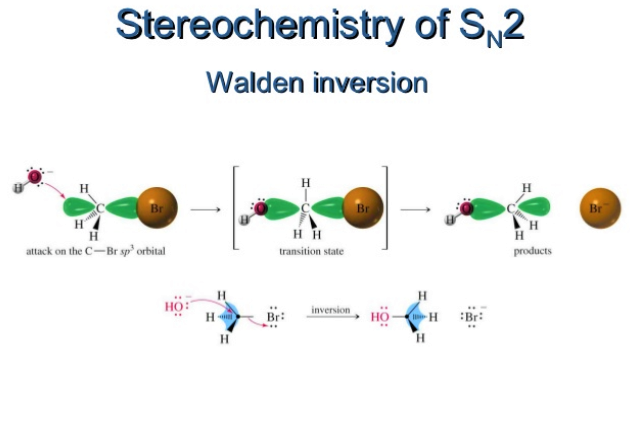 Stereochemistry of SN2
Walden inversion
O −
H
H C Br
H
H
H
O C Br
H
H H
H
O C Br−
H
H
H
attack on the C—Br sp³ orbital
transition state
products
HO:− H
H Br:
H
inversion
HO H
H :Br:−
H